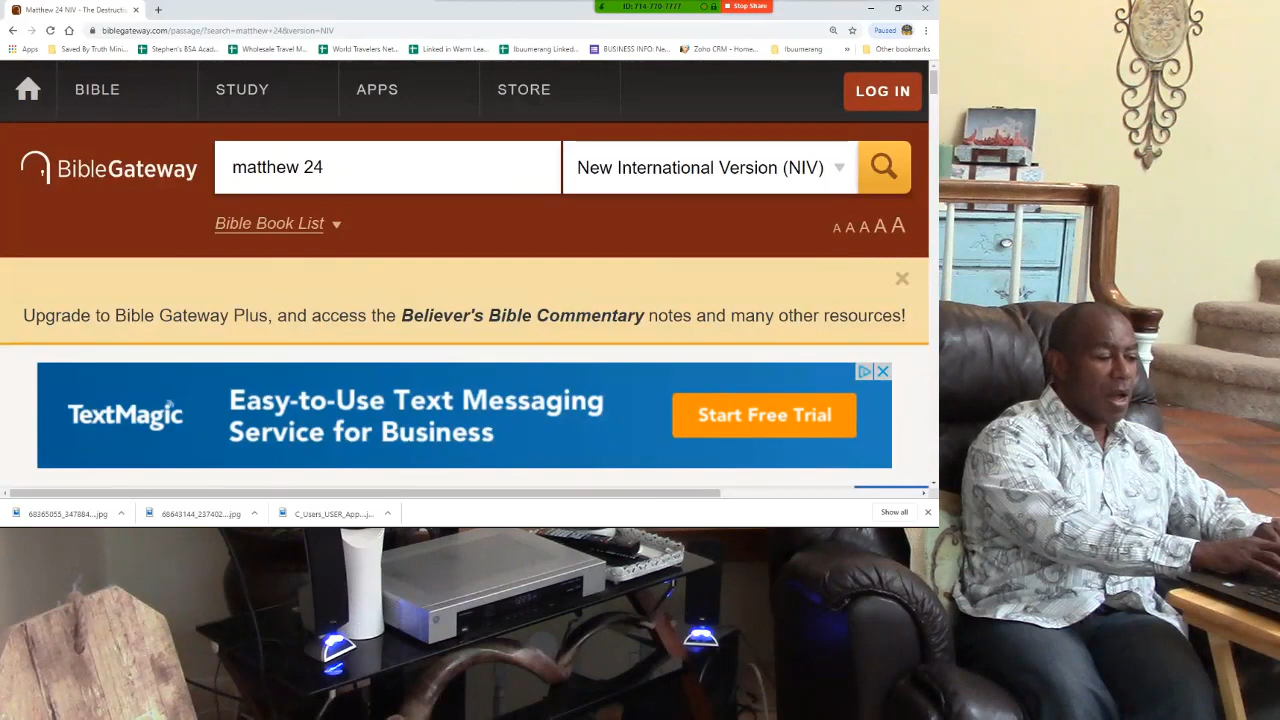 Matthew 24 NIV - The Destructi
ID: 714-770-7777
Stop Share
biblegateway.com/passage/?search=matthew+24&version=NIV
Paused
Apps
Saved By Truth Mini...
Stephen's BSA Acad...
Wholesale Travel M...
World Travelers Net...
Linked in Warm Lea...
Ibuumerang Linked...
BUSINESS INFO: Ne...
Zoho CRM - Home...
Ibuumerang
Other bookmarks
BIBLE
STUDY
APPS
STORE
LOG IN
BibleGateway
matthew 24
New International Version (NIV)
Bible Book List
A A A A A
Upgrade to Bible Gateway Plus, and access the Believer's Bible Commentary notes and many other resources!
TextMagic
Easy-to-Use Text Messaging
Service for Business
Start Free Trial
68365055_347884....jpg
68643144_237402....jpg
C_Users_USER_App...j...
Show all